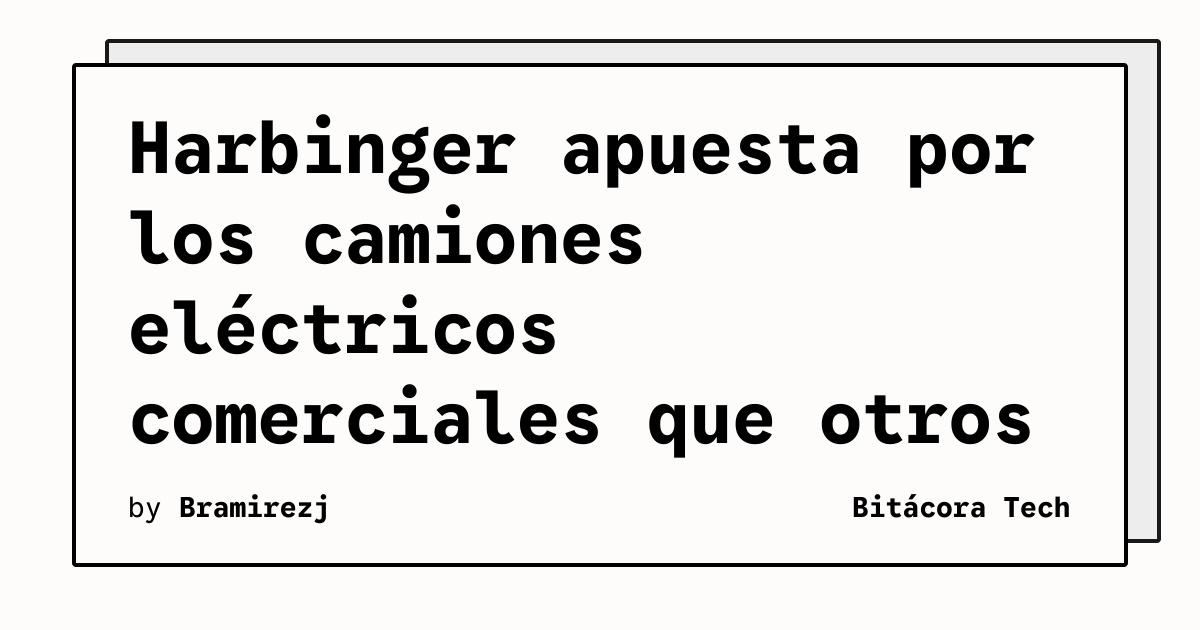 Harbinger apuesta por
los camiones
eléctricos
comerciales que otros
by Bramirezj
Bitácora Tech